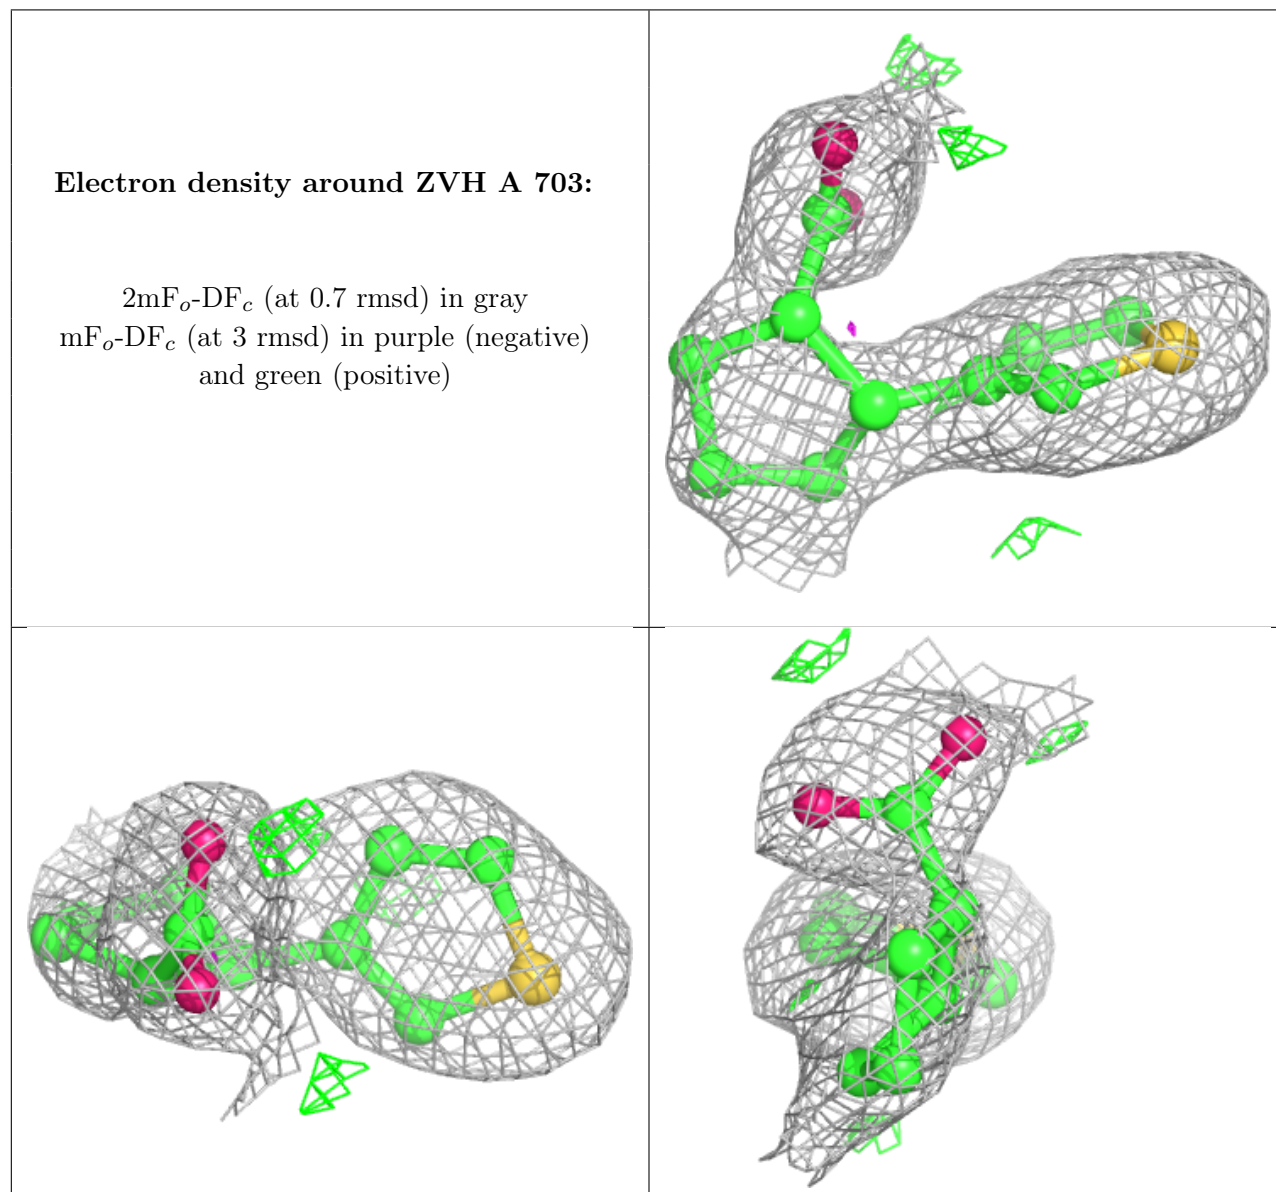 Electron density around ZVH A 703:
2mFo-DFc (at 0.7 rmsd) in gray
mFo-DFc (at 3 rmsd) in purple (negative)
and green (positive)